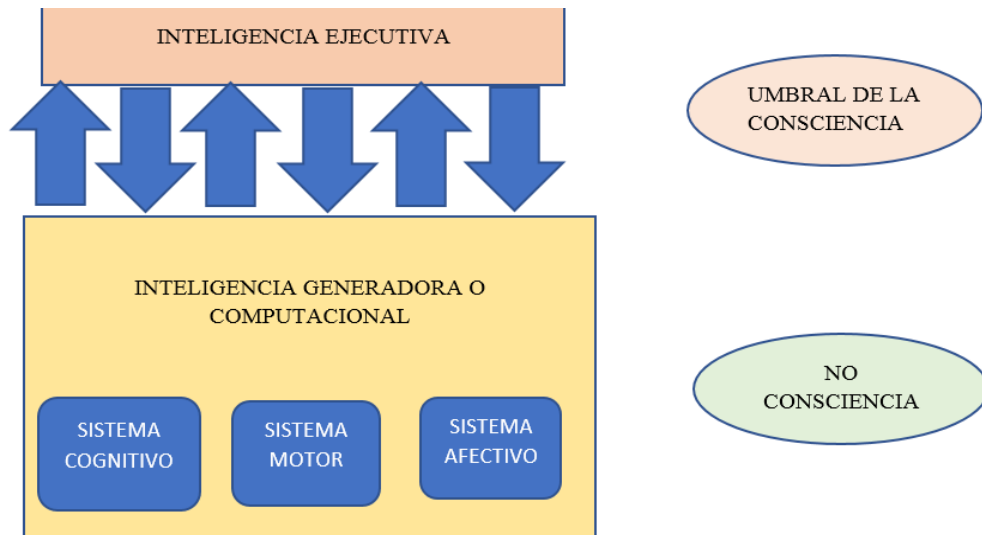 INTELIGENCIA EJECUTIVA
UMBRAL DE LA
CONSCIENCIA
INTELIGENCIA GENERADORA O
COMPUTACIONAL
SISTEMA
COGNITIVO
SISTEMA
MOTOR
SISTEMA
AFECTIVO
NO
CONSCIENCIA